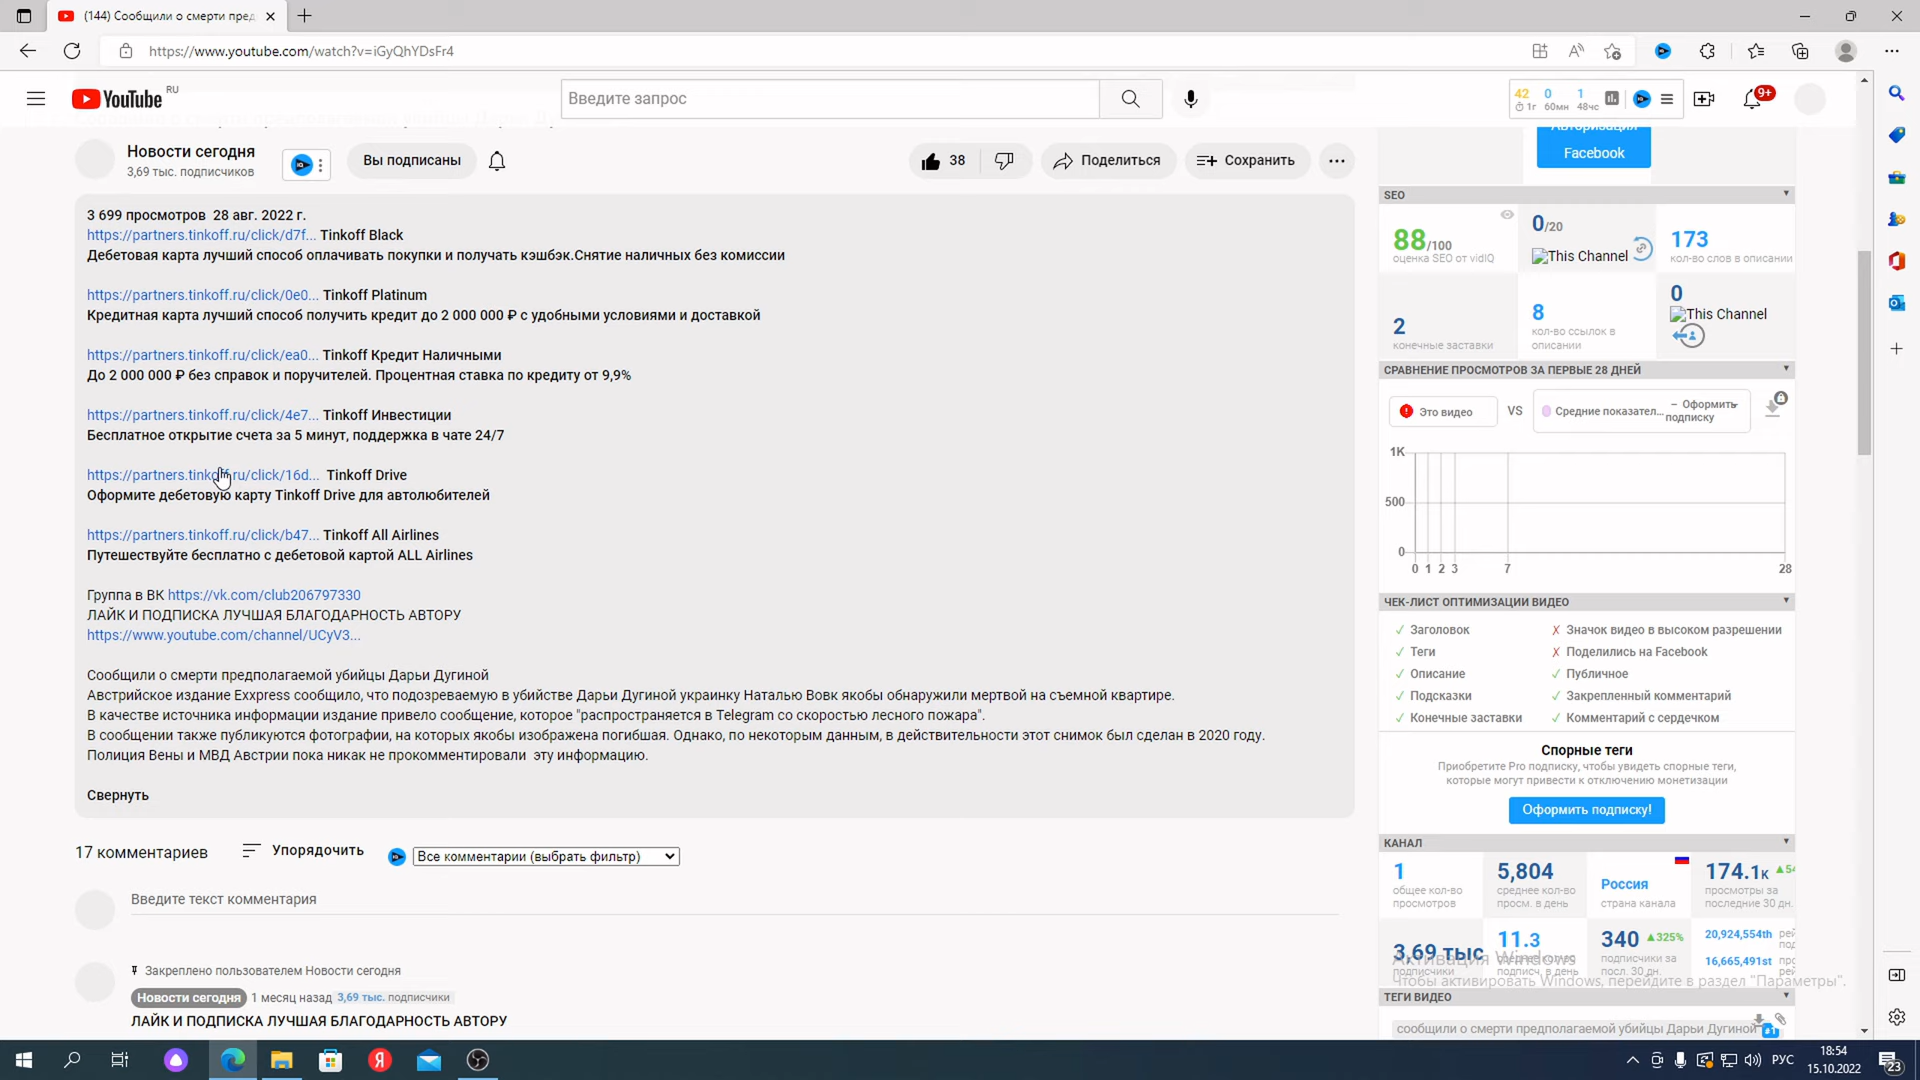 (144) Сообщили о смерти пред
https://www.youtube.com/watch?v=iGyQhYDsFr4
YouTube RU
Введите запрос
42 0 1
1г 60мн 48чс
9+
Новости сегодня
3,69 тыс. подписчиков
Вы подписаны
38
Поделиться
Сохранить
3 699 просмотров 28 авг. 2022 г.
https://partners.tinkoff.ru/click/d7f... Tinkoff Black
Дебетовая карта лучший способ оплачивать покупки и получать кэшбэк.Снятие наличных без комиссии
https://partners.tinkoff.ru/click/0e0... Tinkoff Platinum
Кредитная карта лучший способ получить кредит до 2 000 000 ₽ с удобными условиями и доставкой
https://partners.tinkoff.ru/click/ea0... Tinkoff Кредит Наличными
До 2 000 000 ₽ без справок и поручителей. Процентная ставка по кредиту от 9,9%
https://partners.tinkoff.ru/click/4e7... Tinkoff Инвестиции
Бесплатное открытие счета за 5 минут, поддержка в чате 24/7
https://partners.tinkoff.ru/click/16d... Tinkoff Drive
Оформите дебетовую карту Tinkoff Drive для автолюбителей
https://partners.tinkoff.ru/click/b47... Tinkoff All Airlines
Путешествуйте бесплатно с дебетовой картой ALL Airlines
Группа в ВК https://vk.com/club206797330
ЛАЙК И ПОДПИСКА ЛУЧШАЯ БЛАГОДАРНОСТЬ АВТОРУ
https://www.youtube.com/channel/UCyV3...
Сообщили о смерти предполагаемой убийцы Дарьи Дугиной
Австрийское издание Exxpress сообщило, что подозреваемую в убийстве Дарьи Дугиной украинку Наталью Вовк якобы обнаружили мертвой на съемной квартире.
В качестве источника информации издание привело сообщение, которое "распространяется в Telegram со скоростью лесного пожара".
В сообщении также публикуются фотографии, на которых якобы изображена погибшая. Однако, по некоторым данным, в действительности этот снимок был сделан в 2020 году.
Полиция Вены и МВД Австрии пока никак не прокомментировали эту информацию.
Свернуть
17 комментариев
Упорядочить
Все комментарии (выбрать фильтр)
Введите текст комментария
Закреплено пользователем Новости сегодня
Новости сегодня 1 месяц назад 3,69 тыс. подписчики
ЛАЙК И ПОДПИСКА ЛУЧШАЯ БЛАГОДАРНОСТЬ АВТОРУ
Авторизация
Facebook
SEO
88/100
оценка SEO от vidIQ
0/20
This Channel
173
кол-во слов в описании
2
конечные заставки
8
кол-во ссылок в
описании
0
This Channel
СРАВНЕНИЕ ПРОСМОТРОВ ЗА ПЕРВЫЕ 28 ДНЕЙ
Это видео
VS
Средние показател...
– Оформить
подписку
1K
500
0
0 1 2 3 7 28
ЧЕК-ЛИСТ ОПТИМИЗАЦИИ ВИДЕО
✓ Заголовок
✗ Значок видео в высоком разрешении
✓ Теги
✗ Поделились на Facebook
✓ Описание
✓ Публичное
✓ Подсказки
✓ Закрепленный комментарий
✓ Конечные заставки
✓ Комментарий с сердечком
Спорные теги
Приобретите Pro подписку, чтобы увидеть спорные теги,
которые могут привести к отключению монетизации
Оформить подписку!
КАНАЛ
1
общее кол-во
просмотров
5,804
среднее кол-во
просм. в день
Россия
страна канала
174.1к ▲54
просмотры за
последние 30 дн.
3,69 тыс
подписчики
11.3
среднее кол-во
подписч. в день
340 ▲325%
подписчики за
посл. 30 дн.
20,924,554th
16,665,491st
Активация Windows
Чтобы активировать Windows, перейдите в раздел "Параметры".
ТЕГИ ВИДЕО
сообщили о смерти предполагаемой убийцы Дарьи Дугиной
#1
РУС
18:54
15.10.2022
23